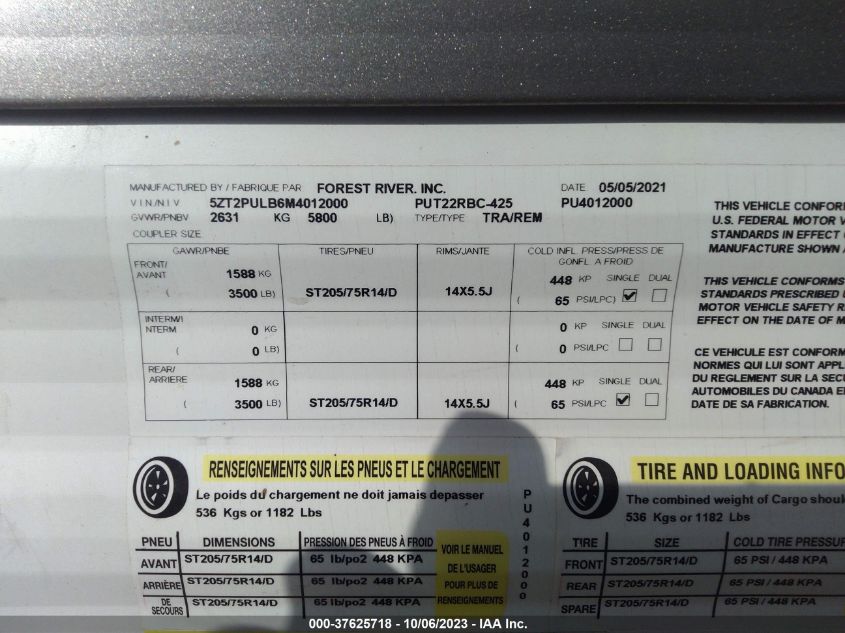 MANUFACTURED BY / FABRIQUE PAR FOREST RIVER. INC. DATE 05/05/2021
VIN/NIV 5ZT2PULB6M4012000 PUT22RBC-425 PU4012000
GVWR/PNBV 2631 KG 5800 LB) TYPE/TYPE TRA/REM
COUPLER SIZE
GAWR/PNBE TIRES/PNEU RIMS/JANTE COLD INFL. PRESS/PRESS DE GONFL. A FROID
FRONT/ AVANT 1588 KG 448 KP SINGLE DUAL
( 3500 LB) ST205/75R14/D 14X5.5J ( 65 PSI/LPC)
INTERM/I NTERM 0 KG 0 KP SINGLE DUAL
( 0 LB) ( 0 PSI/LPC
REAR/ ARRIERE 1588 KG 448 KP SINGLE DUAL
( 3500 LB) ST205/75R14/D 14X5.5J ( 65 PSI/LPC
THIS VEHICLE CONFORM
U.S. FEDERAL MOTOR V
STANDARDS IN EFFECT
MANUFACTURE SHOWN
THIS VEHICLE CONFORMS
STANDARDS PRESCRIBED
MOTOR VEHICLE SAFETY R
EFFECT ON THE DATE OF M
CE VEHICULE EST CONFORM
NORMES QUI LUI SONT APPL
DU REGLEMENT SUR LA SECU
AUTOMOBILES DU CANADA E
DATE DE SA FABRICATION.
RENSEIGNEMENTS SUR LES PNEUS ET LE CHARGEMENT
Le poids du chargement ne doit jamais depasser
536 Kgs or 1182 Lbs
PNEU DIMENSIONS PRESSION DES PNEUS À FROID
AVANT ST205/75R14/D 65 lb/po2 448 KPA
ARRIÈRE ST205/75R14/D 65 lb/po2 448 KPA
DE SECOURS ST205/75R14/D 65 lb/po2 448 KPA
VOIR LE MANUEL
DE L'USAGER
POUR PLUS DE
RENSEIGNEMENTS
PU4012000
TIRE AND LOADING INFO
The combined weight of Cargo shoul
536 Kgs or 1182 Lbs
TIRE SIZE COLD TIRE PRESSUR
FRONT ST205/75R14/D 65 PSI / 448 KPA
REAR ST205/75R14/D 65 PSI / 448 KPA
SPARE ST205/75R14/D 65 PSI / 448 KPA
000-37625718 - 10/06/2023 - IAA Inc.